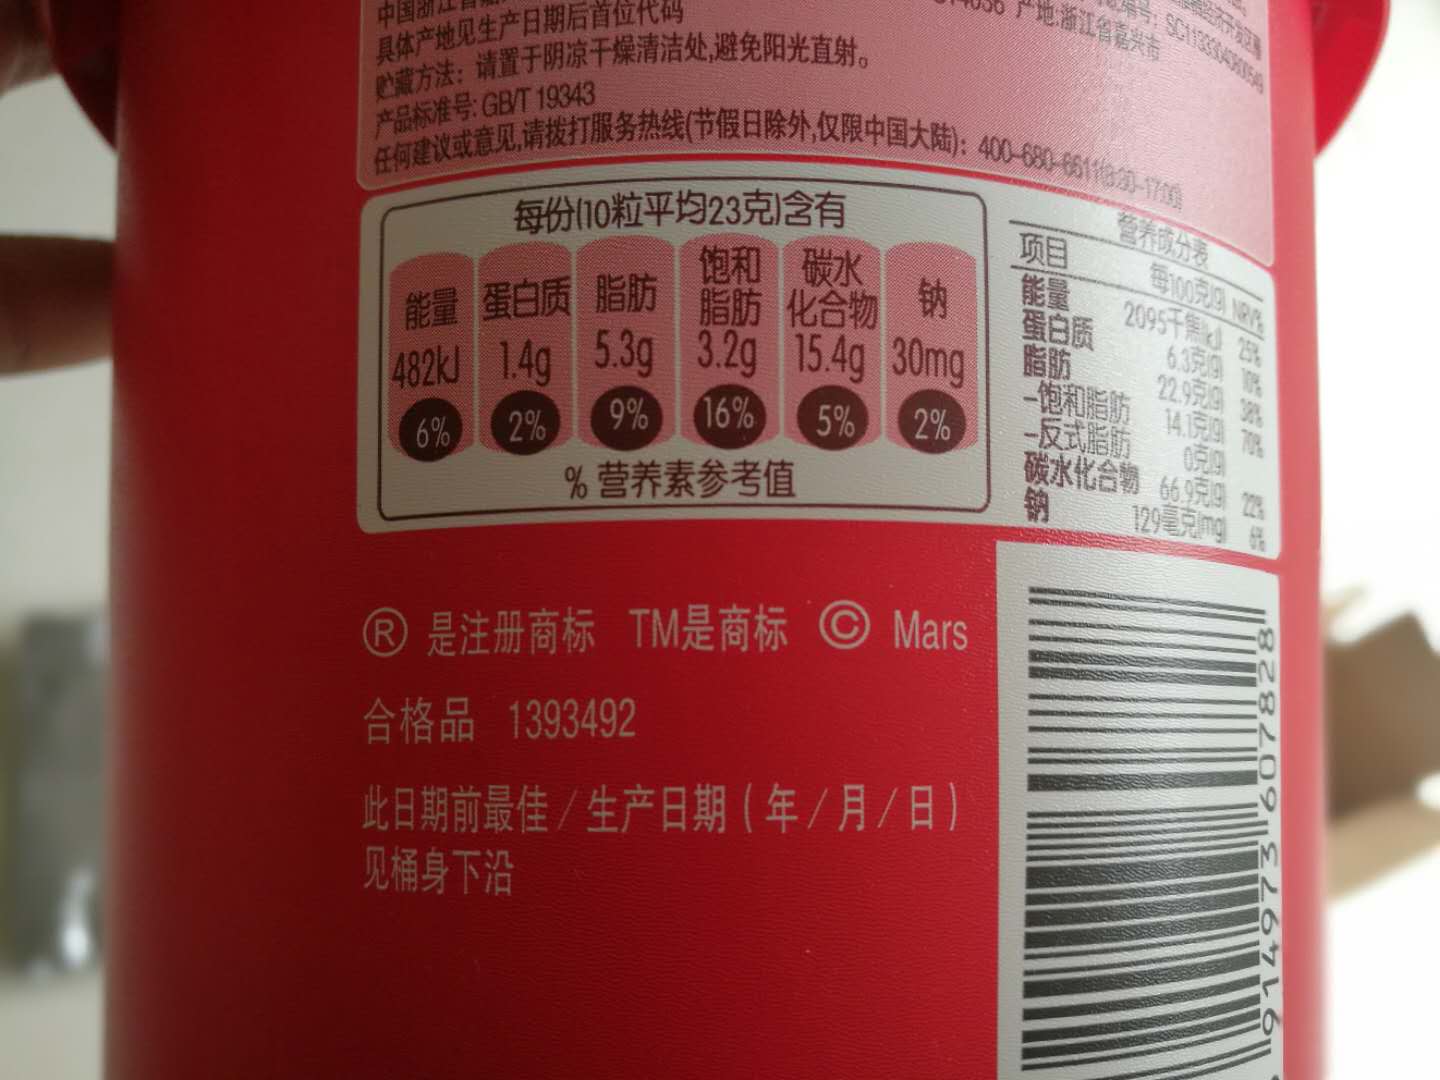 具体产地见生产日期后首位代码
产地:浙江省嘉兴市
贮藏方法：请置于阴凉干燥清洁处,避免阳光直射。
产品标准号: GB/T 19343
任何建议或意见,请拨打服务热线(节假日除外,仅限中国大陆)：400-680-6611(8:30-17:00)
每份(10粒平均23克)含有
能量 蛋白质 脂肪 饱和脂肪 碳水化合物 钠
482kJ 1.4g 5.3g 3.2g 15.4g 30mg
6% 2% 9% 16% 5% 2%
% 营养素参考值
营养成分表
项目 每100克(g) NRV%
能量 2095千焦(kJ) 25%
蛋白质 6.3克(g) 10%
脂肪 22.9克(g) 38%
-饱和脂肪 14.1克(g) 70%
-反式脂肪 0克(g)
碳水化合物 66.9克(g) 22%
钠 129毫克(mg) 6%
® 是注册商标 TM是商标 © Mars
合格品 1393492
此日期前最佳/生产日期(年/月/日)
见桶身下沿
914973607828